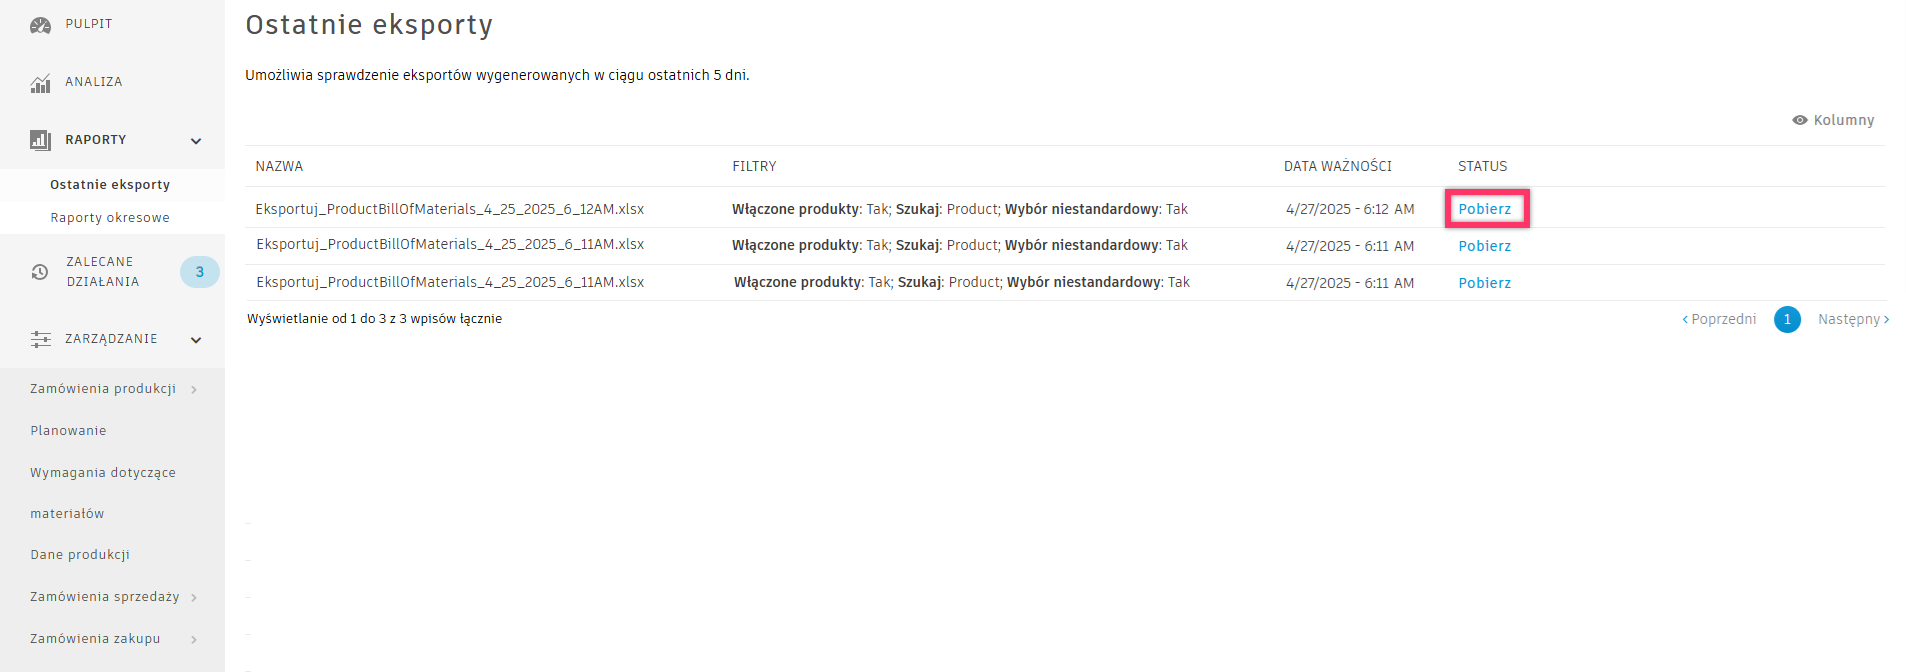 PULPIT
ANALIZA
RAPORTY
Ostatnie eksporty
Raporty okresowe
ZALECANE
DZIAŁANIA
3
ZARZĄDZANIE
Zamówienia produkcji
Planowanie
Wymagania dotyczące
materiałów
Dane produkcji
Zamówienia sprzedaży
Zamówienia zakupu
Ostatnie eksporty
Umożliwia sprawdzenie eksportów wygenerowanych w ciągu ostatnich 5 dni.
Kolumny
NAZWA FILTRY DATA WAŻNOŚCI STATUS
Eksportuj_ProductBillOfMaterials_4_25_2025_6_12AM.xlsx Włączone produkty: Tak; Szukaj: Product; Wybór niestandardowy: Tak 4/27/2025 - 6:12 AM Pobierz
Eksportuj_ProductBillOfMaterials_4_25_2025_6_11AM.xlsx Włączone produkty: Tak; Szukaj: Product; Wybór niestandardowy: Tak 4/27/2025 - 6:11 AM Pobierz
Eksportuj_ProductBillOfMaterials_4_25_2025_6_11AM.xlsx Włączone produkty: Tak; Szukaj: Product; Wybór niestandardowy: Tak 4/27/2025 - 6:11 AM Pobierz
Wyświetlanie od 1 do 3 z 3 wpisów łącznie
Poprzedni 1 Następny